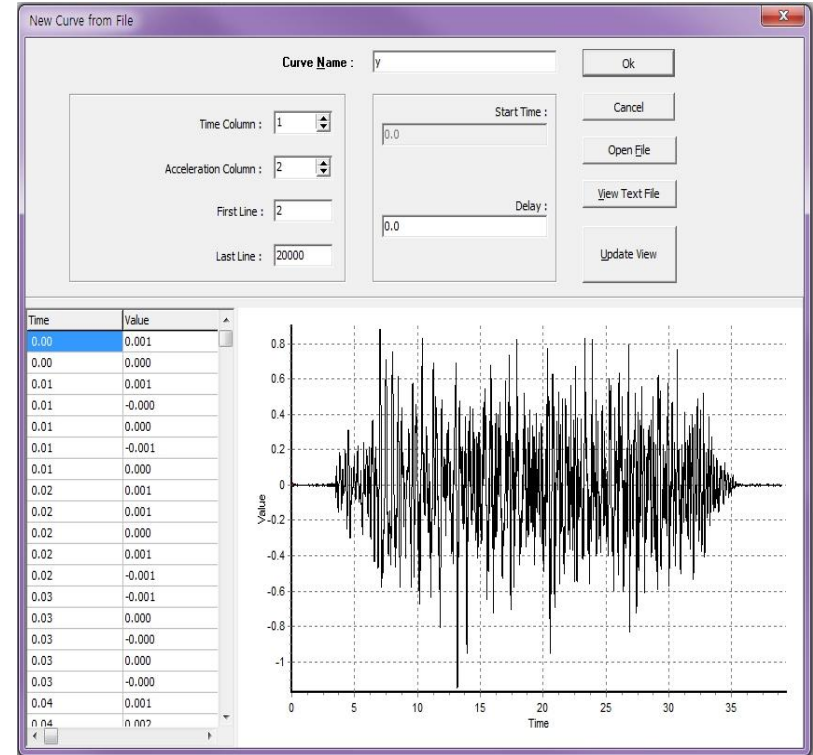 New Curve from File
Curve Name : y
Ok
Time Column : 1
Acceleration Column : 2
First Line : 2
Last Line : 20000
Start Time :
0.0
Delay :
0.0
Cancel
Open File
View Text File
Update View
Time Value
0.00 0.001
0.00 0.000
0.01 0.001
0.01 -0.000
0.01 0.000
0.01 -0.001
0.01 0.000
0.02 0.001
0.02 0.001
0.02 0.000
0.02 0.001
0.02 -0.001
0.03 -0.001
0.03 0.000
0.03 -0.000
0.03 0.000
0.03 -0.000
0.04 0.001
0.04 0.002
Value
0.8
0.6
0.4
0.2
0
-0.2
-0.4
-0.6
-0.8
-1
0 5 10 15 20 25 30 35
Time